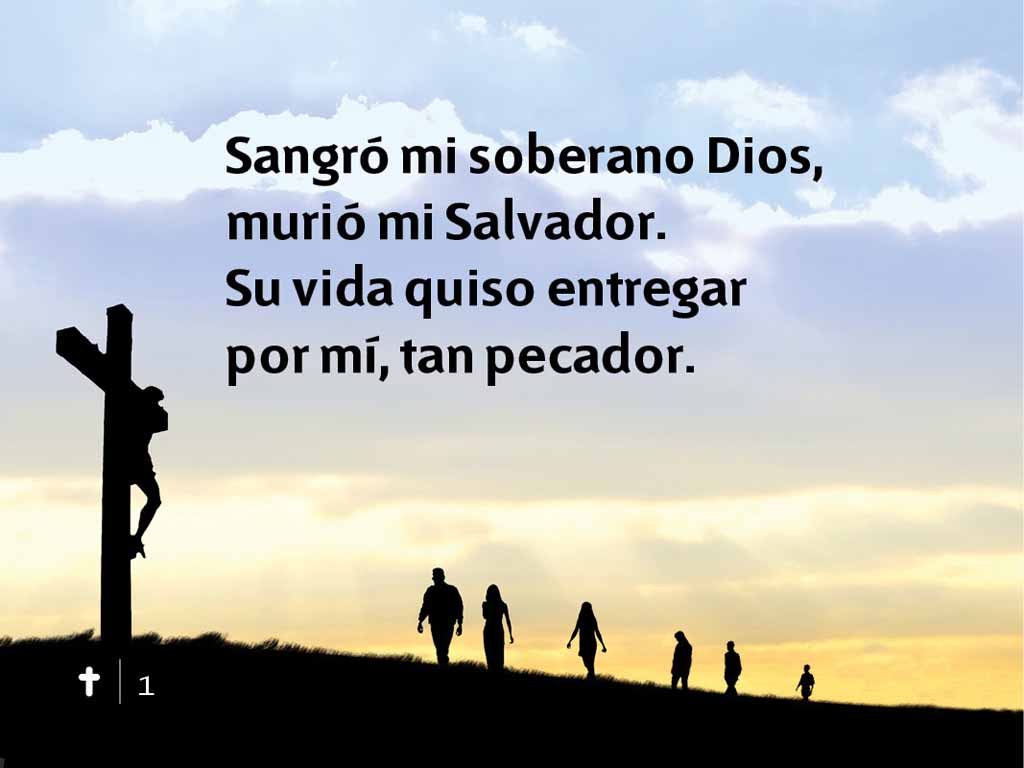 Sangró mi soberano Dios,
murió mi Salvador.
Su vida quiso entregar
por mí, tan pecador.
1